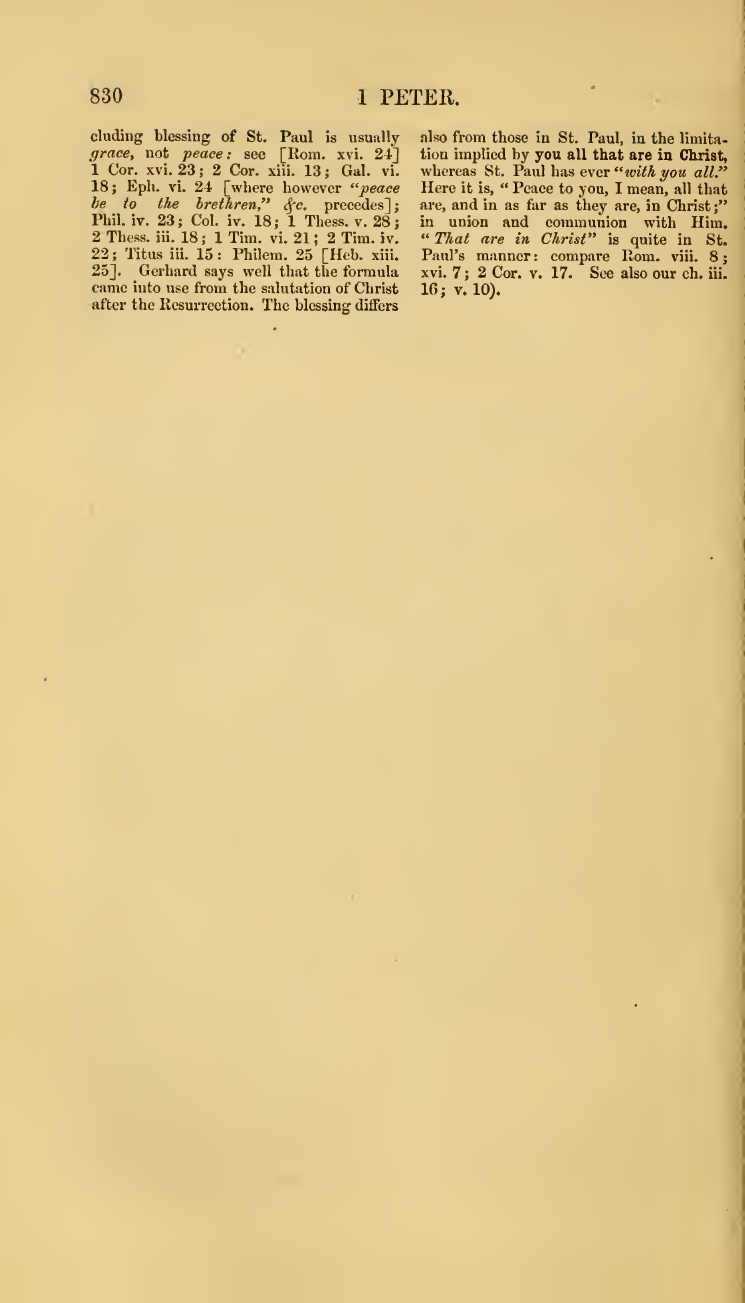 830
1 PETER.
cluding blessing of St. Paul is usually
grace, not peace: see [Rom. xvi. 24]
1 Cor. xvi. 23; 2 Cor. xiii. 13; Gal. vi.
18; Eph. vi. 24 [where however “peace
be to the brethren,” &c. precedes];
Phil. iv. 23; Col. iv. 18; 1 Thess. v. 28;
2 Thess. iii. 18; 1 Tim. vi. 21; 2 Tim. iv.
22; Titus iii. 15: Philem. 25 [Heb. xiii.
25]. Gerhard says well that the formula
came into use from the salutation of Christ
after the Resurrection. The blessing differs
also from those in St. Paul, in the limita-
tion implied by you all that are in Christ,
whereas St. Paul has ever “with you all.”
Here it is, “Peace to you, I mean, all that
are, and in as far as they are, in Christ;”
in union and communion with Him.
“That are in Christ” is quite in St.
Paul's manner: compare Rom. viii. 8;
xvi. 7; 2 Cor. v. 17. See also our ch. iii.
16; v. 10).